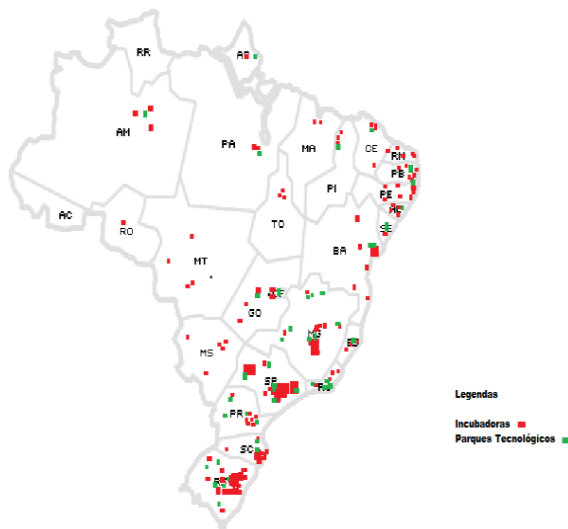 RR
AP
AM
PA
MA
CE
RN
PB
PE
AL
SE
PI
AC
RO
TO
BA
MT
GO
MG
ES
MS
SP
RJ
PR
SC
Legendas
Incubadoras
Parques Tecnológicos